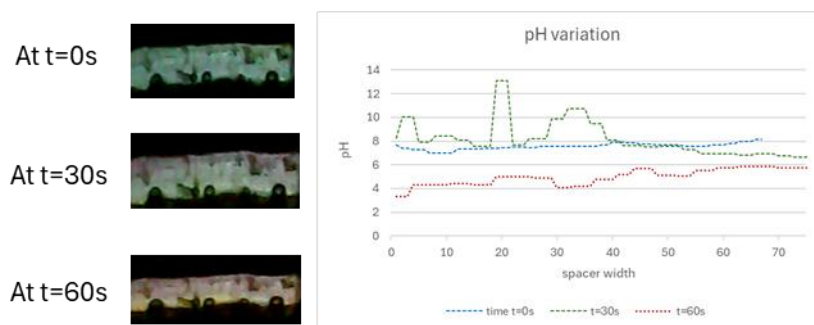 At t=0s
At t=30s
At t=60s
pH variation
14
12
10
8
6
4
2
0
pH
0 10 20 30 40 50 60 70
spacer width
time t=0s t=30s t=60s